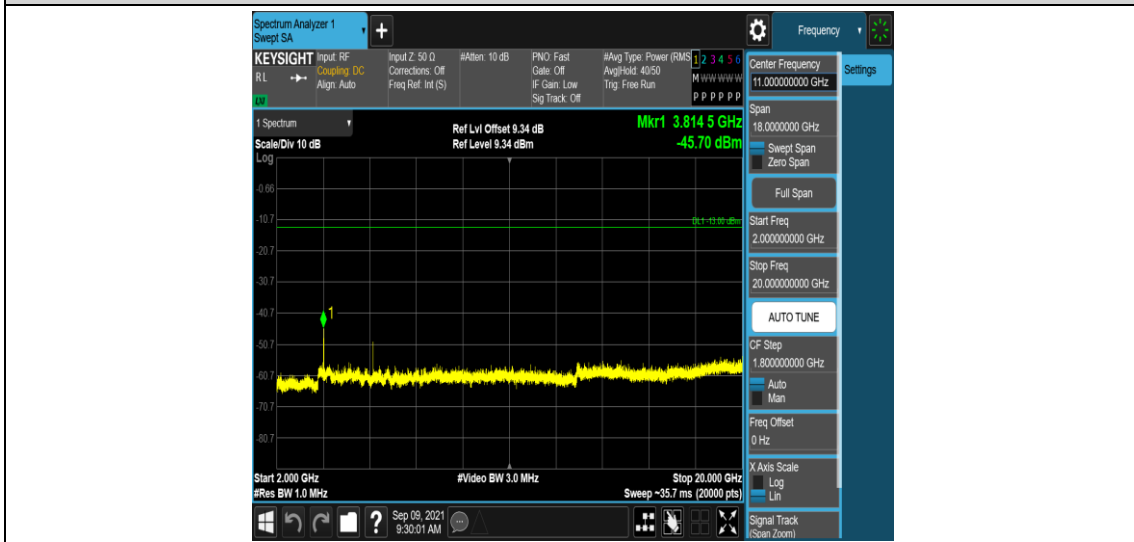 Spectrum Analyzer 1
Swept SA
+
Frequency
KEYSIGHT
RL
LXI
Input: RF
Coupling: DC
Align: Auto
Input Z: 50 Ω
Corrections: Off
Freq Ref: Int (S)
#Atten: 10 dB
PNO: Fast
Gate: Off
IF Gain: Low
Sig Track: Off
#Avg Type: Power (RMS
Avg|Hold: 40/50
Trig: Free Run
1 2 3 4 5 6
M W W W W W
P P P P P P
1 Spectrum
Scale/Div 10 dB
Log
Ref Lvl Offset 9.34 dB
Ref Level 9.34 dBm
Mkr1 3.814 5 GHz
-45.70 dBm
-0.66
-10.7
-20.7
-30.7
-40.7
-50.7
-60.7
-70.7
-80.7
DL1 -13.00 dBm
1
Start 2.000 GHz
#Res BW 1.0 MHz
#Video BW 3.0 MHz
Stop 20.000 GHz
Sweep ~35.7 ms (20000 pts)
?
Sep 09, 2021
9:30:01 AM
Center Frequency
11.000000000 GHz
Settings
Span
18.0000000 GHz
Swept Span
Zero Span
Full Span
Start Freq
2.000000000 GHz
Stop Freq
20.000000000 GHz
AUTO TUNE
CF Step
1.800000000 GHz
Auto
Man
Freq Offset
0 Hz
X Axis Scale
Log
Lin
Signal Track
(Span Zoom)